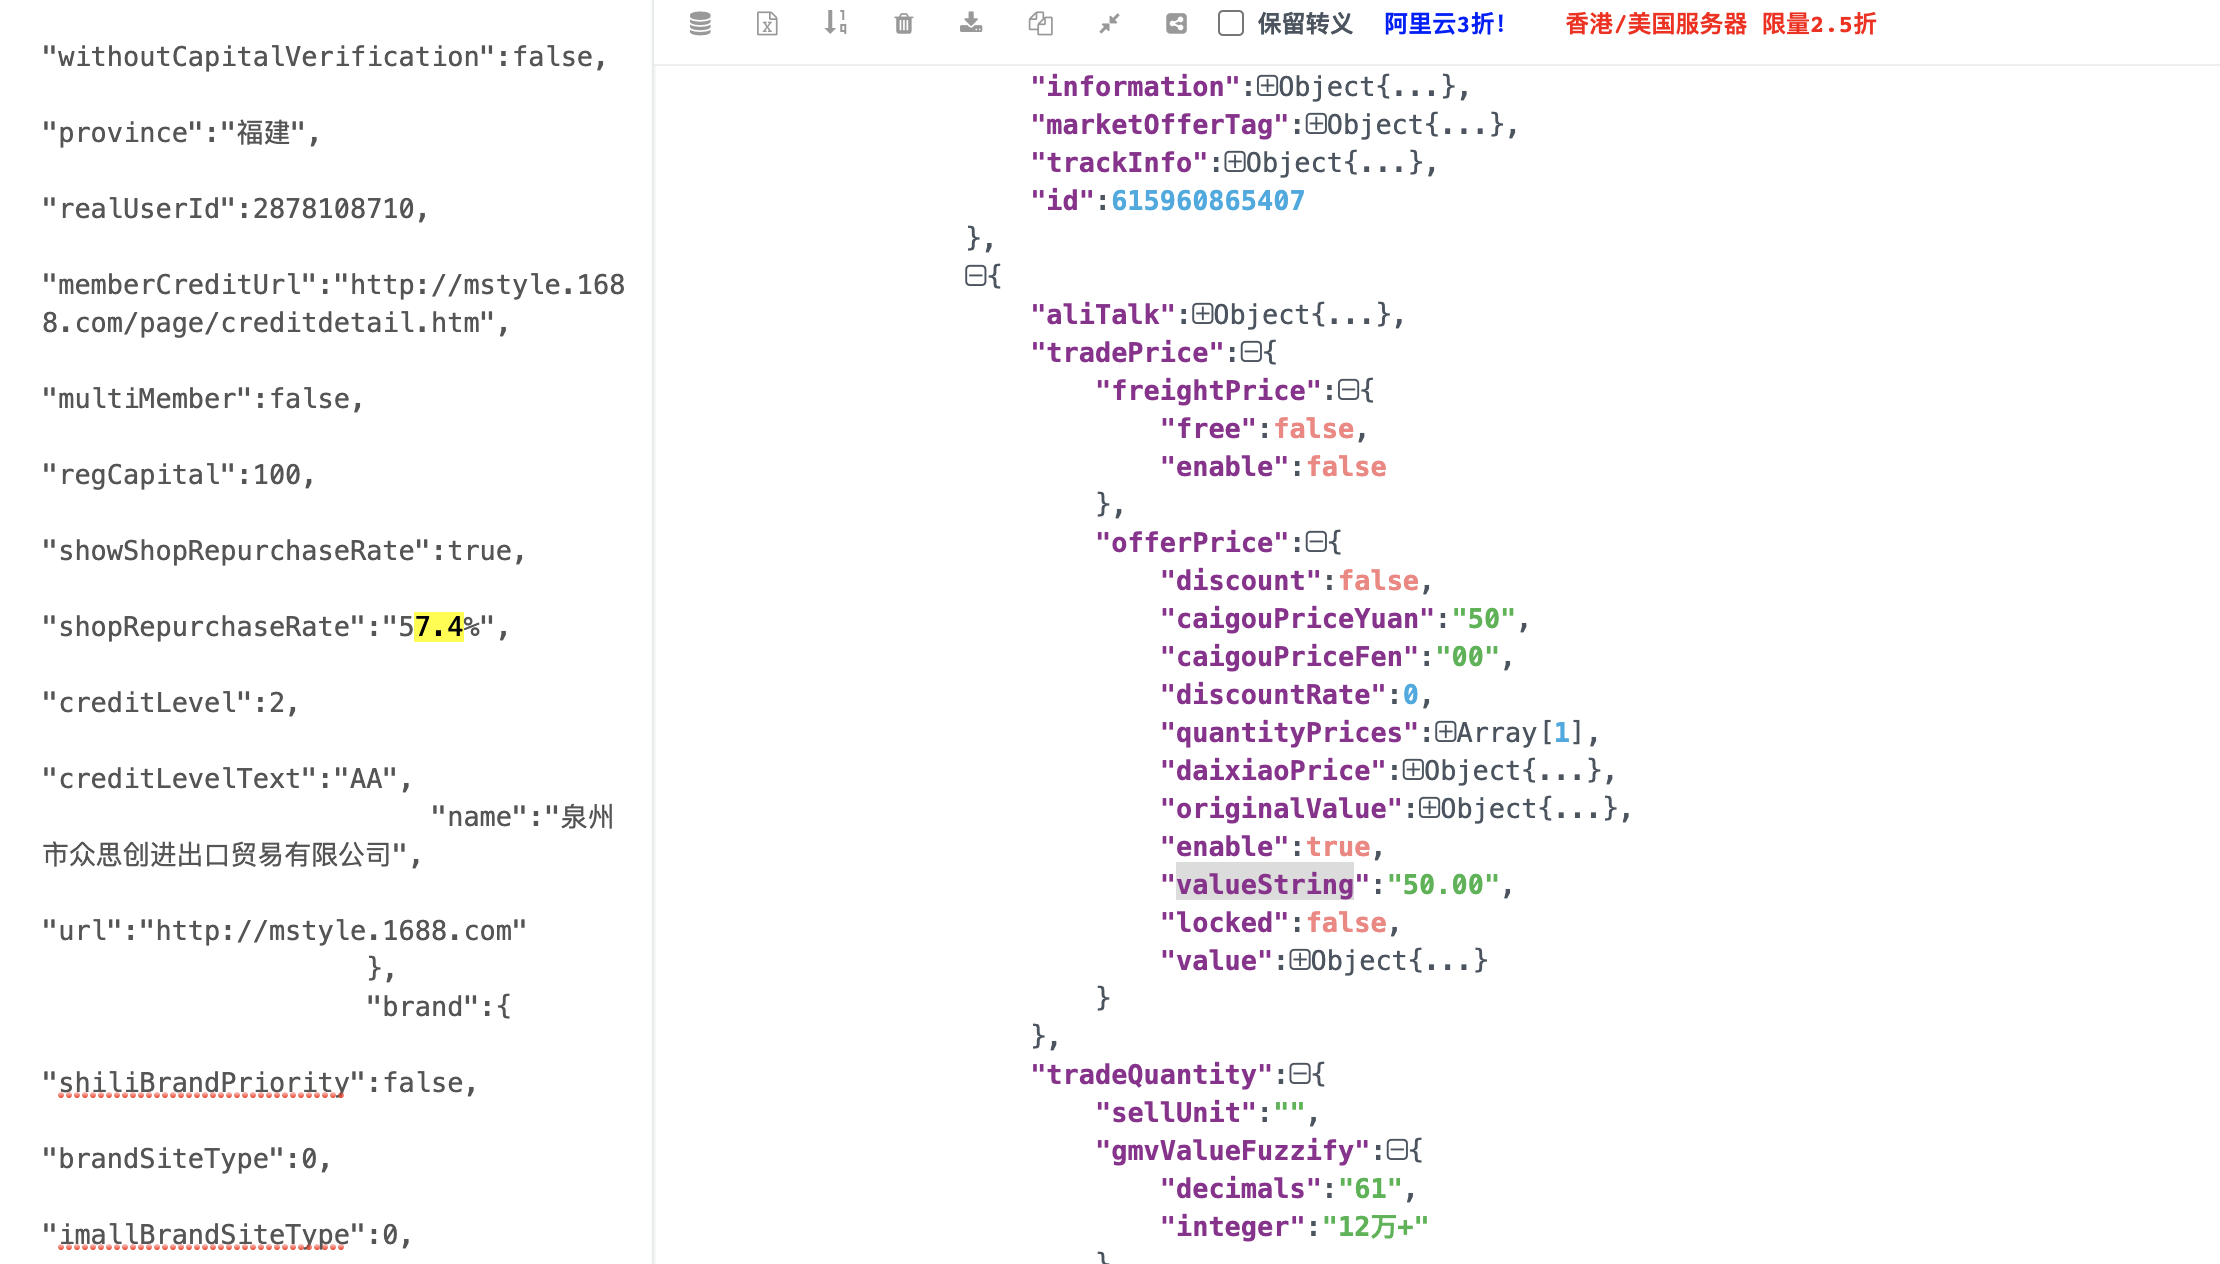 "withoutCapitalVerification":false,
"province":"福建",
"realUserId":2878108710,
"memberCreditUrl":"http://mstyle.168
8.com/page/creditdetail.htm",
"multiMember":false,
"regCapital":100,
"showShopRepurchaseRate":true,
"shopRepurchaseRate":"57.4%",
"creditLevel":2,
"creditLevelText":"AA",
"name":"泉州
市众思创进出口贸易有限公司",
"url":"http://mstyle.1688.com"
},
"brand":{
"shiliBrandPriority":false,
"brandSiteType":0,
"imallBrandSiteType":0,
保留转义 阿里云3折! 香港/美国服务器 限量2.5折
"information":Object{...},
"marketOfferTag":Object{...},
"trackInfo":Object{...},
"id":615960865407
},
{
"aliTalk":Object{...},
"tradePrice":{
"freightPrice":{
"free":false,
"enable":false
},
"offerPrice":{
"discount":false,
"caigouPriceYuan":"50",
"caigouPriceFen":"00",
"discountRate":0,
"quantityPrices":Array[1],
"daixiaoPrice":Object{...},
"originalValue":Object{...},
"enable":true,
"valueString":"50.00",
"locked":false,
"value":Object{...}
}
},
"tradeQuantity":{
"sellUnit":"",
"gmvValueFuzzify":{
"decimals":"61",
"integer":"12万+"
}